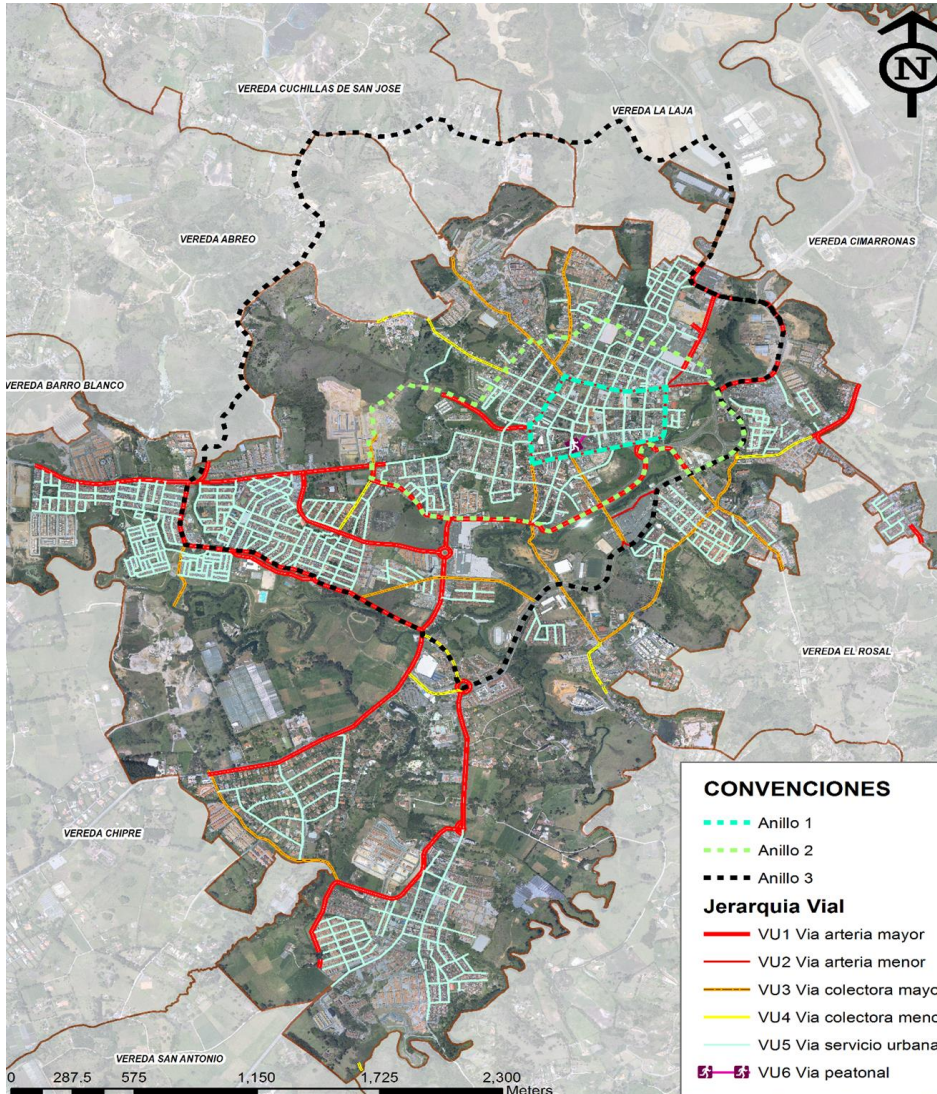 N
VEREDA CUCHILLAS DE SAN JOSE
VEREDA LA LAJA
VEREDA ABREO
VEREDA CIMARRONAS
VEREDA BARRO BLANCO
VEREDA EL ROSAL
VEREDA CHIPRE
VEREDA SAN ANTONIO
CONVENCIONES
Anillo 1
Anillo 2
Anillo 3
Jerarquia Vial
VU1 Via arteria mayor
VU2 Via arteria menor
VU3 Via colectora mayo
VU4 Via colectora meno
VU5 Via servicio urbana
VU6 Via peatonal
0 287.5 575 1,150 1,725 2,300
Meters